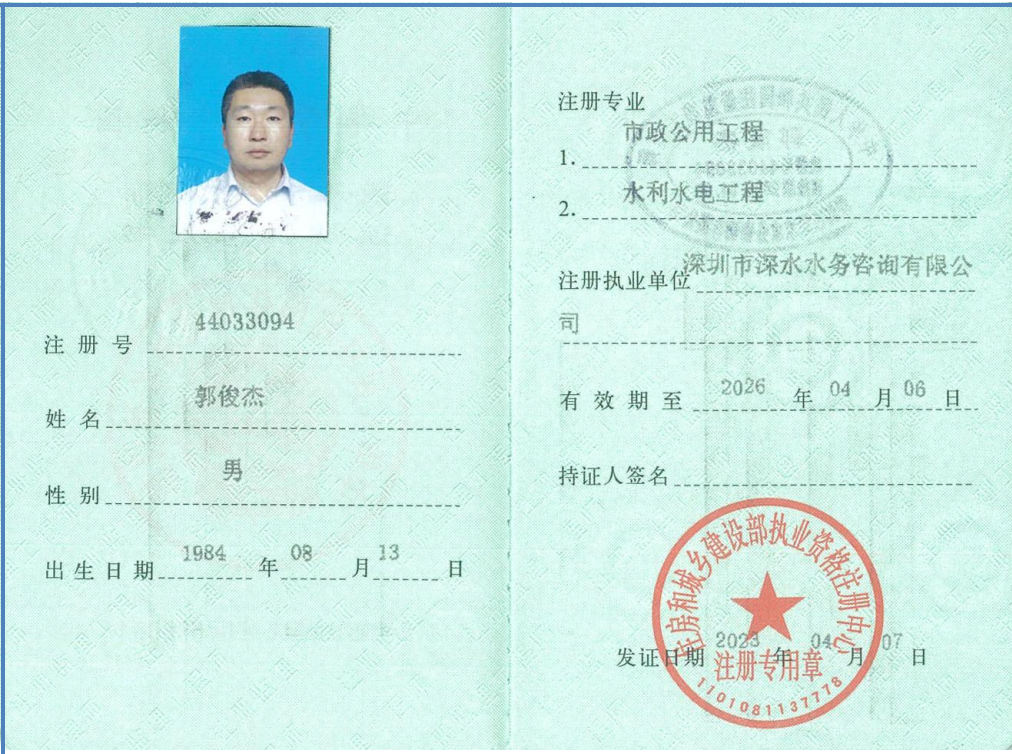 注册号 44033094
姓名 郭俊杰
性别 男
出生日期 1984 年 08 月 13 日
注册专业
1. 市政公用工程
2. 水利水电工程
注册执业单位 深圳市深水水务咨询有限公
司
有效期至 2026 年 04 月 06 日
持证人签名
住房和城乡建设部执业资格注册中心
发证日期 2023 年 04 月 07 日
注册专用章
1101081137778